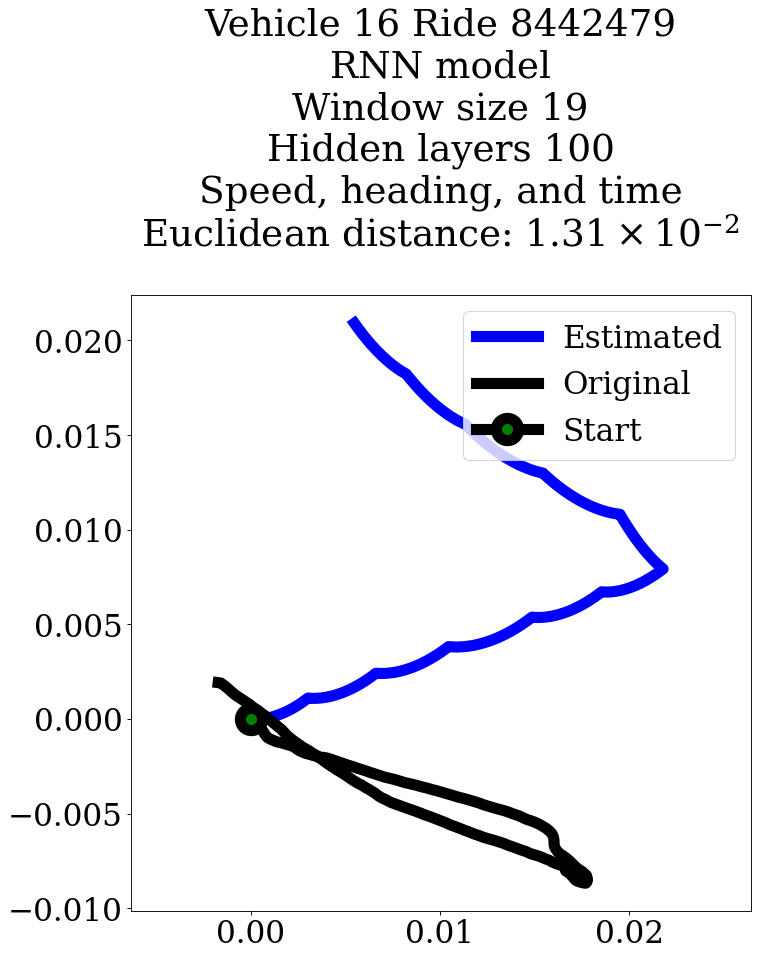 Vehicle 16 Ride 8442479
RNN model
Window size 19
Hidden layers 100
Speed, heading, and time
Euclidean distance: 1.31 × 10⁻²
Estimated
Original
Start
0.020
0.015
0.010
0.005
0.000
−0.005
−0.010
0.00 0.01 0.02